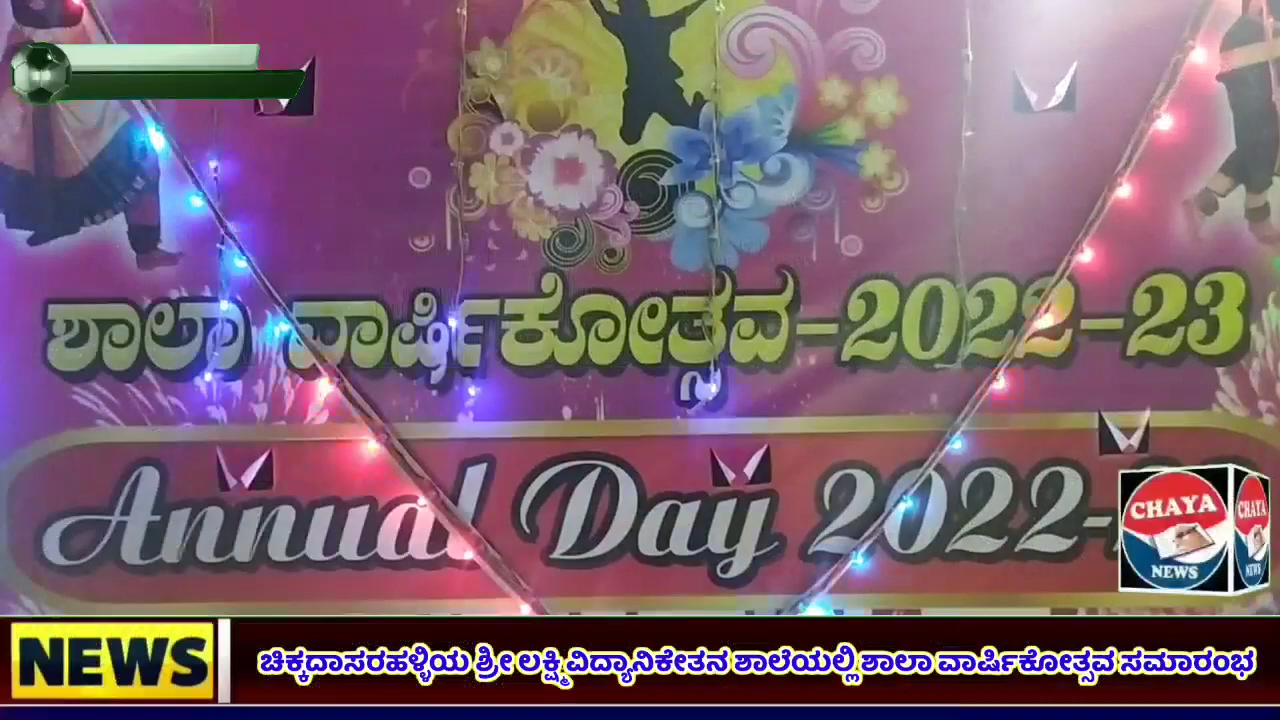 ಶಾಲಾ ವಾರ್ಷಿಕೋತ್ಸವ-2022-23
Annual Day 2022-
CHAYA
NEWS
CHAYA
NEWS
NEWS
ಚಿಕ್ಕದಾಸರಹಳ್ಳಿಯ ಶ್ರೀ ಲಕ್ಷ್ಮಿವಿದ್ಯಾನಿಕೇತನ ಶಾಲೆಯಲ್ಲಿ ಶಾಲಾ ವಾರ್ಷಿಕೋತ್ಸವ ಸಮಾರಂಭ